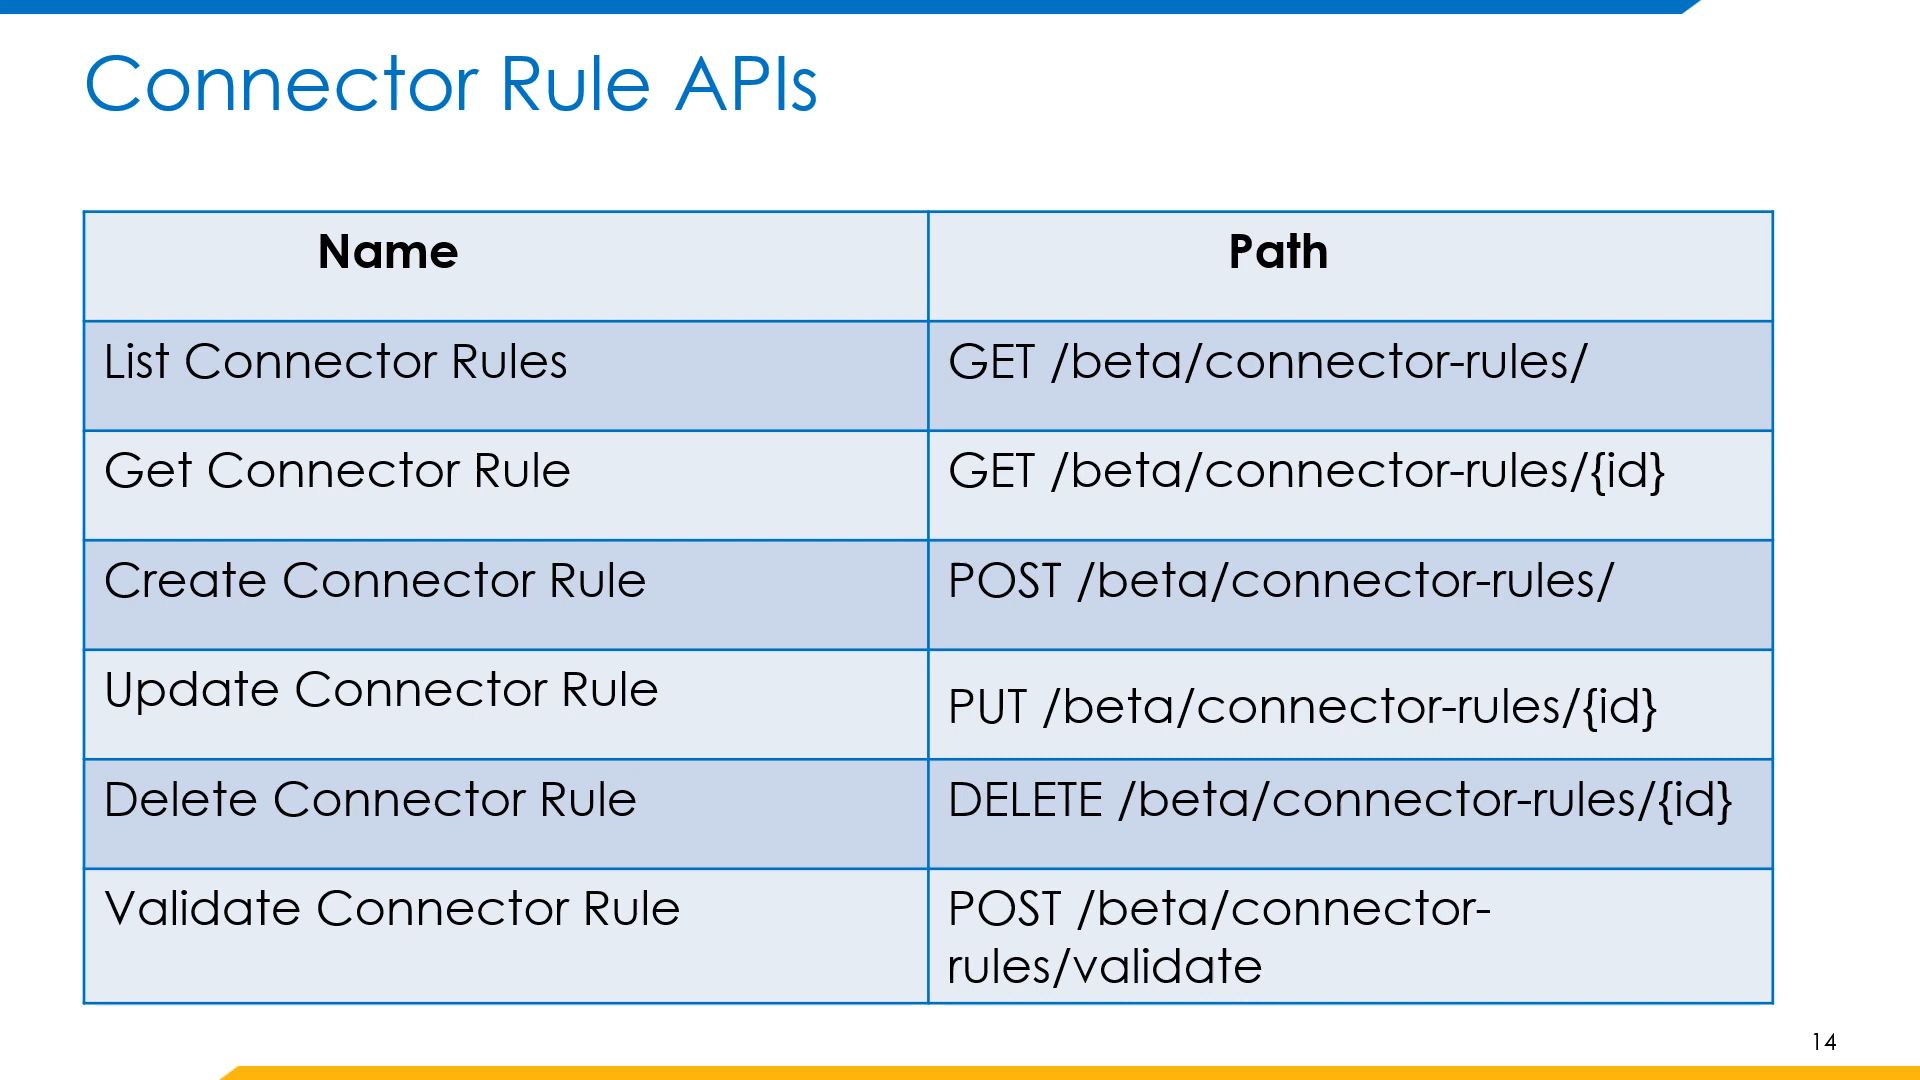 Connector Rule APIs
Name
Path
List Connector Rules
GET /beta/connector-rules/
Get Connector Rule
GET /beta/connector-rules/{id}
Create Connector Rule
POST /beta/connector-rules/
Update Connector Rule
PUT /beta/connector-rules/{id}
Delete Connector Rule
DELETE /beta/connector-rules/{id}
Validate Connector Rule
POST /beta/connector-
rules/validate
14